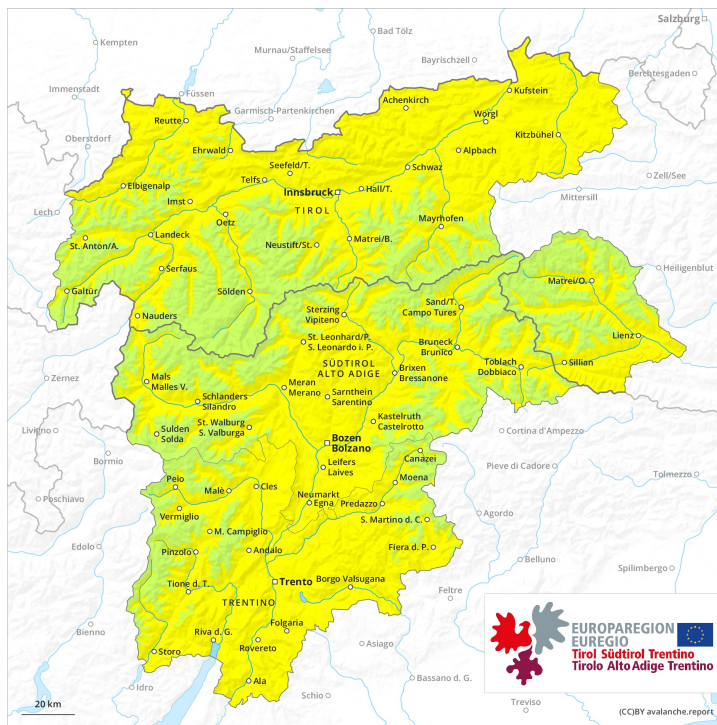 Salzburg
Kempten
Bad Tölz
Murnau/Staffelsee
Bayrischzell
Berchtesgaden
Immenstadt
Füssen
Kufstein
Achenkirch
Garmisch-Partenkirchen
Reutte
Wörgl
Oberstdorf
Kitzbühel
Ehrwald
Alpbach
Seefeld/T.
Schwaz
Zell/See
Telfs
Elbigenalp
Innsbruck
Hall/T.
Mittersill
Imst
TIROL
Lech
Oetz
Mayrhofen
Landeck
Neustift/St.
Matrei/B.
St. Anton/A.
Heiligenblut
Serfaus
Matrei/O.
Galtür
Sölden
Sand/T.
Campo Tures
Nauders
Sterzing
Vipiteno
Lienz
St. Leonhard/P.
S. Leonardo i. P.
Bruneck
Brunico
Toblach
Dobbiaco
Sillian
SÜDTIROL
ALTO ADIGE
Brixen
Bressanone
Zernez
Mals
Malles V.
Meran
Merano
Schlanders
Silandro
Sarnthein
Sarentino
Kastelruth
Castelrotto
St. Walburg
S. Valburga
Livigno
Sulden
Solda
Cortina d'Ampezzo
Bozen
Bolzano
Bormio
Canazei
Pieve di Cadore
Leifers
Laives
Tolmezzo
Moena
Peio
Malè
Cles
Poschiavo
Neumarkt
Egna
Predazzo
Vermiglio
Agordo
S. Martino d. C.
M. Campiglio
Edolo
Pinzolo
Andalo
Fiera d. P.
Belluno
Spilimbergo
Trento
Borgo Valsugana
Tione d. T.
Feltre
TRENTINO
Folgaria
Bienno
Riva d. G.
Rovereto
Asiago
Storo
Bassano d. G.
Ala
Idro
Schio
Treviso
EUROPAREGION
EUREGIO
Tirol Südtirol Trentino
Tirolo Alto Adige Trentino
20 km
(CC)BY avalanche.report